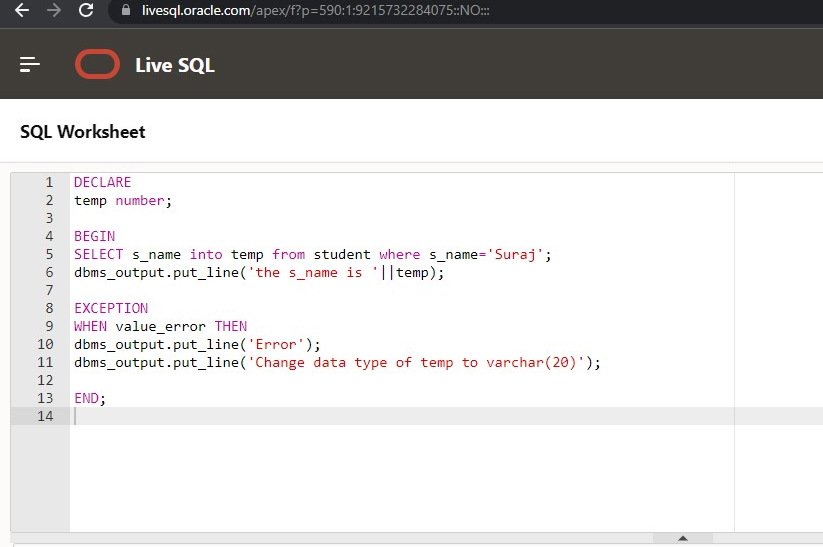 livesql.oracle.com/apex/f?p=590:1:9215732284075::NO:::
Live SQL
SQL Worksheet
1 DECLARE
2 temp number;
3
4 BEGIN
5 SELECT s_name into temp from student where s_name='Suraj';
6 dbms_output.put_line('the s_name is '||temp);
7
8 EXCEPTION
9 WHEN value_error THEN
10 dbms_output.put_line('Error');
11 dbms_output.put_line('Change data type of temp to varchar(20)');
12
13 END;
14